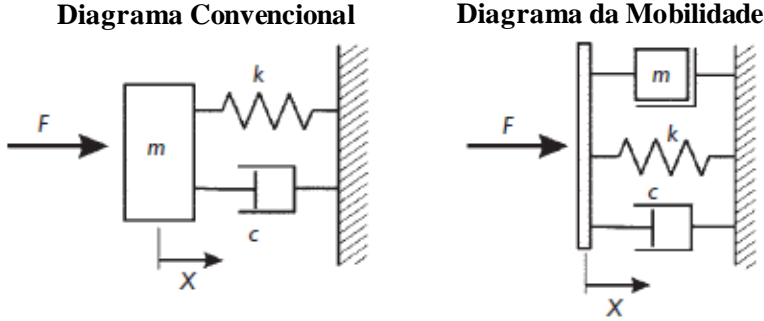 Diagrama Convencional
k
F
m
c
X
Diagrama da Mobilidade
m
F
k
c
X